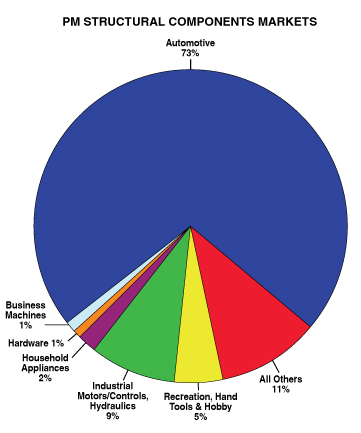 PM STRUCTURAL COMPONENTS MARKETS
Automotive
73%
Business
Machines
1%
Hardware 1%
Household
Appliances
2%
Industrial
Motors/Controls,
Hydraulics
9%
Recreation, Hand
Tools & Hobby
5%
All Others
11%